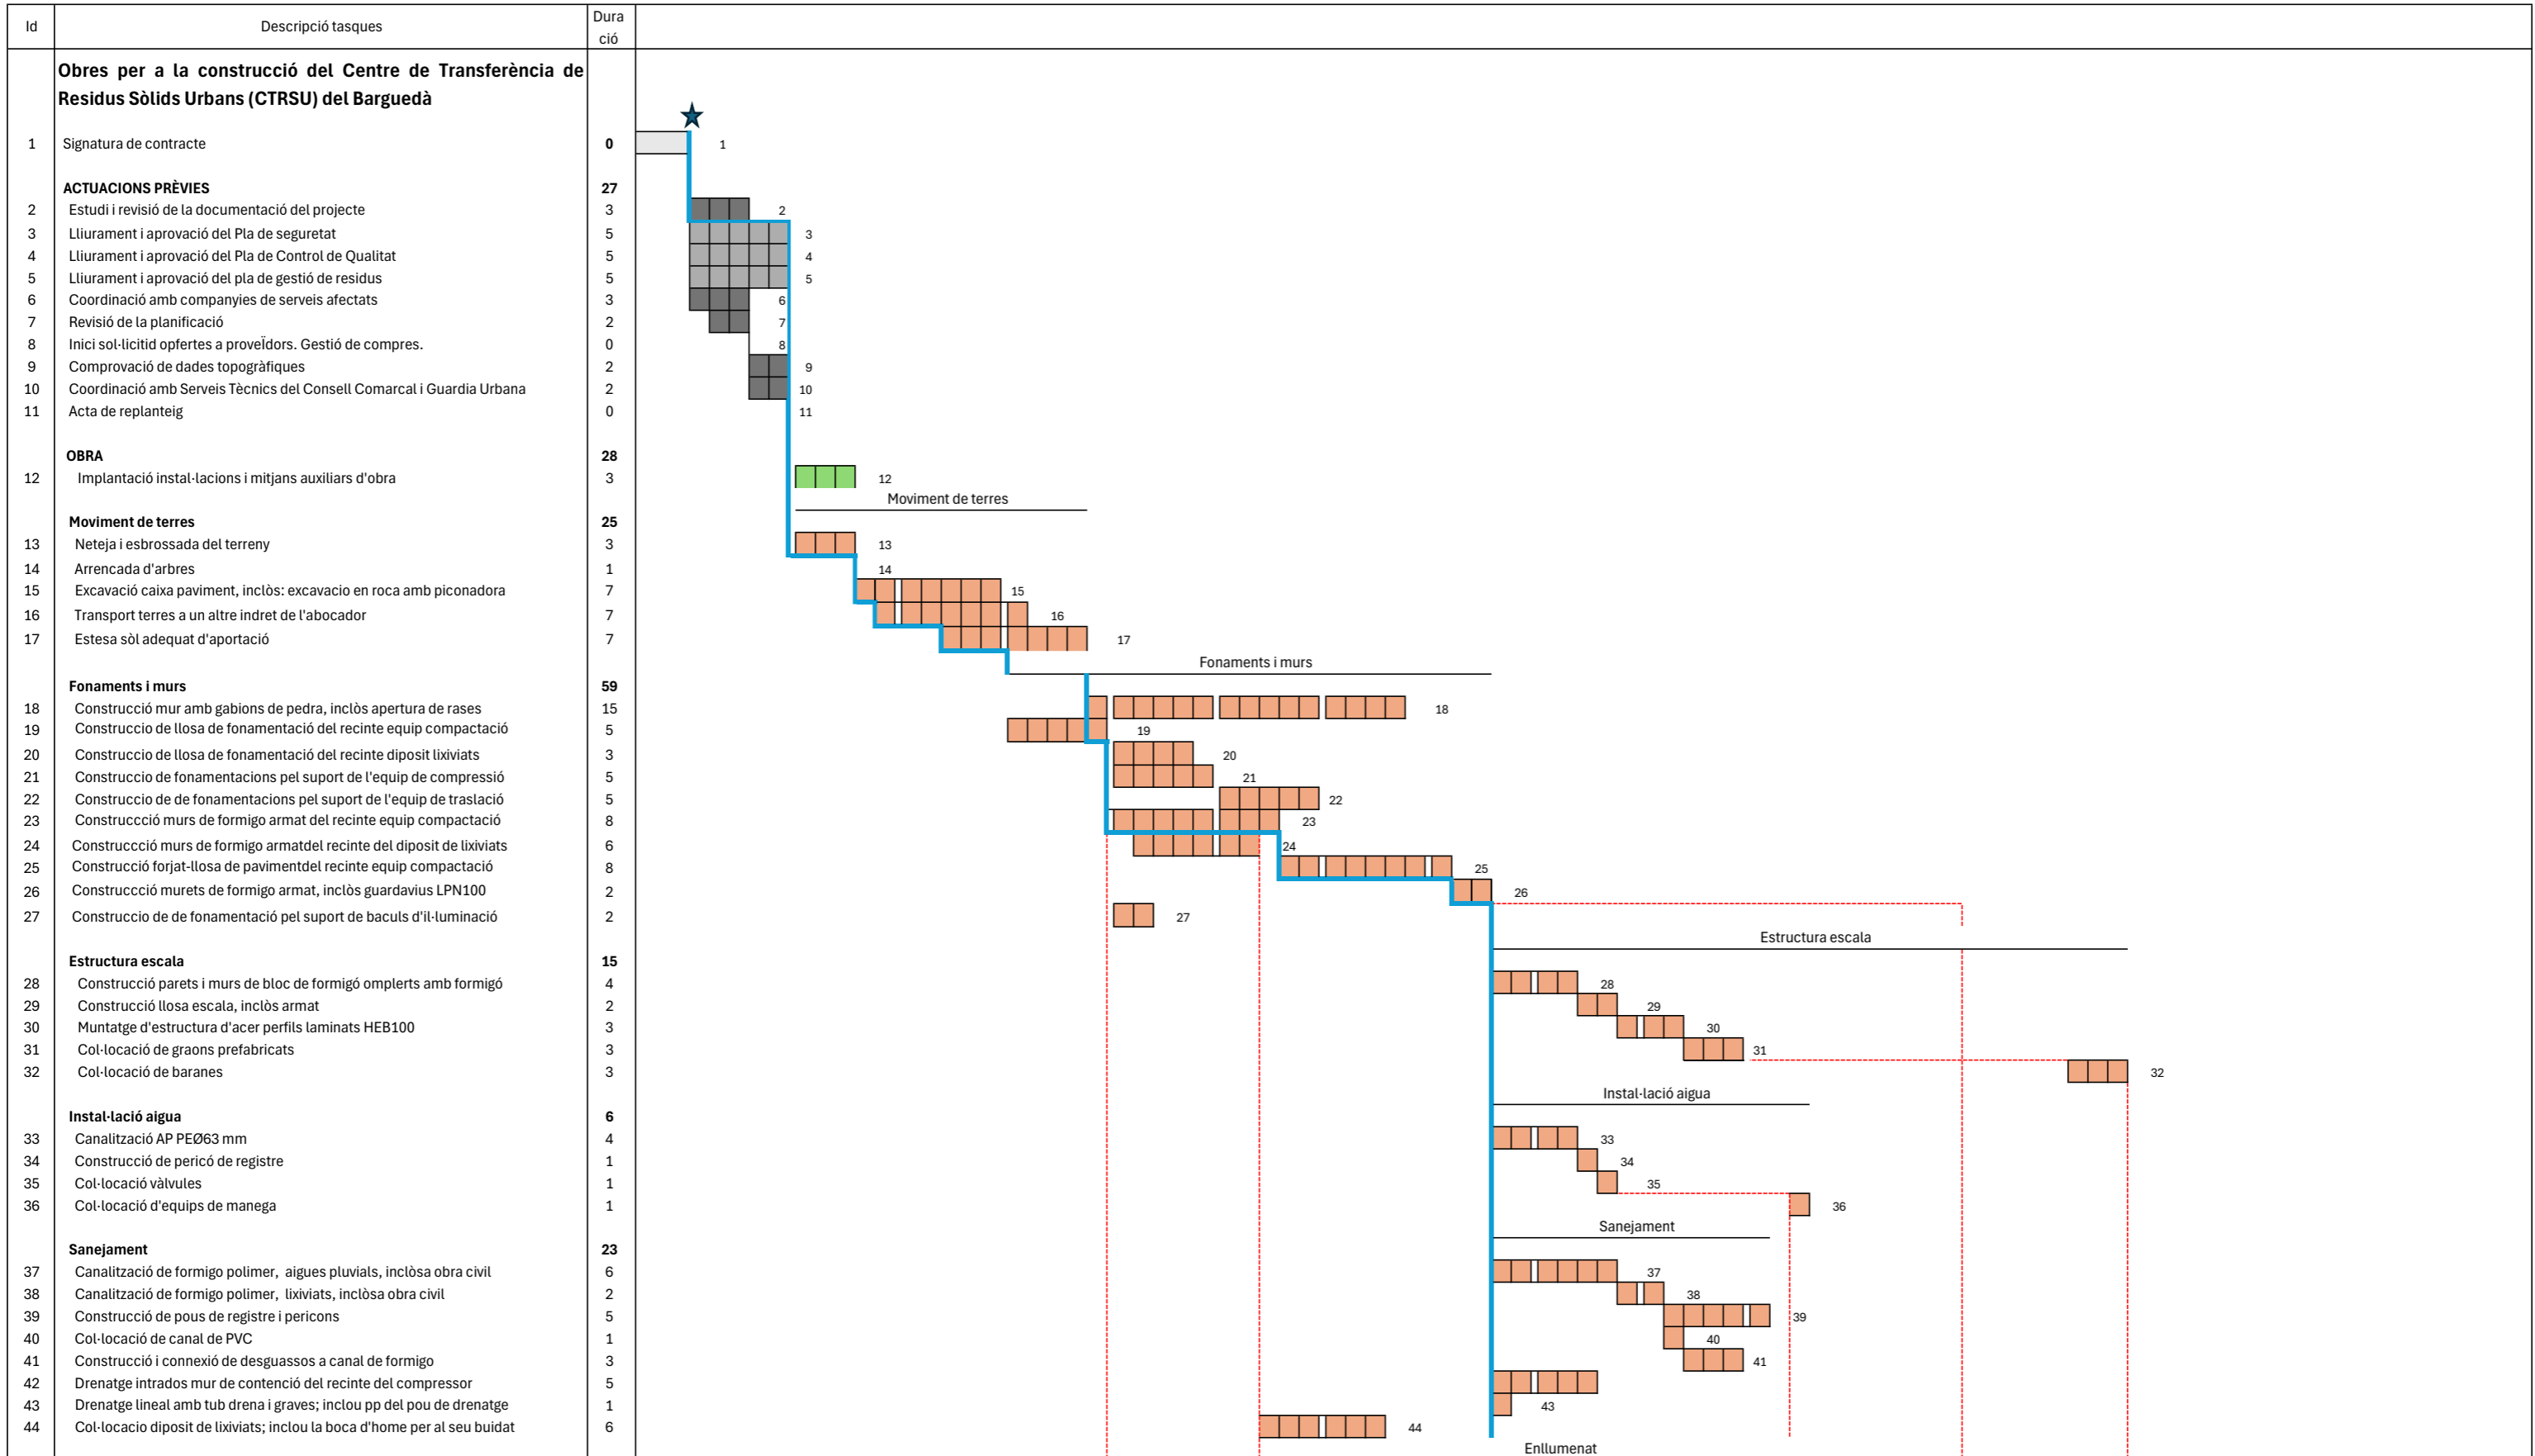 Id Descripció tasques Dura
ció
Obres per a la construcció del Centre de Transferència de
Residus Sòlids Urbans (CTRSU) del Barguedà
1 Signatura de contracte 0 1
ACTUACIONS PRÈVIES 27
2 Estudi i revisió de la documentació del projecte 3 2
3 Lliurament i aprovació del Pla de seguretat 5 3
4 Lliurament i aprovació del Pla de Control de Qualitat 5 4
5 Lliurament i aprovació del pla de gestió de residus 5 5
6 Coordinació amb companyies de serveis afectats 3 6
7 Revisió de la planificació 2 7
8 Inici sol·licitid opfertes a proveÏdors. Gestió de compres. 0 8
9 Comprovació de dades topogràfiques 2 9
10 Coordinació amb Serveis Tècnics del Consell Comarcal i Guardia Urbana 2 10
11 Acta de replanteig 0 11
OBRA 28
12 Implantació instal·lacions i mitjans auxiliars d'obra 3 12
Moviment de terres
Moviment de terres 25
13 Neteja i esbrossada del terreny 3 13
14 Arrencada d'arbres 1 14
15 Excavació caixa paviment, inclòs: excavacio en roca amb piconadora 7 15
16 Transport terres a un altre indret de l'abocador 7 16
17 Estesa sòl adequat d'aportació 7 17
Fonaments i murs
Fonaments i murs 59
18 Construcció mur amb gabions de pedra, inclòs apertura de rases 15 18
19 Construcció de llosa de fonamentació del recinte equip compactació 5 19
20 Construccio de llosa de fonamentació del recinte diposit lixiviats 3 20
21 Construccio de fonamentacions pel suport de l'equip de compressió 5 21
22 Construccio de de fonamentacions pel suport de l'equip de traslació 5 22
23 Construccció murs de formigo armat del recinte equip compactació 8 23
24 Construccció murs de formigo armatdel recinte del diposit de lixiviats 6 24
25 Construcció forjat-llosa de pavimentdel recinte equip compactació 8 25
26 Construccció murets de formigo armat, inclòs guardavius LPN100 2 26
27 Construccio de de fonamentació pel suport de baculs d'il·luminació 2 27
Estructura escala
Estructura escala 15
28 Construcció parets i murs de bloc de formigó omplerts amb formigó 4 28
29 Construcció llosa escala, inclòs armat 2 29
30 Muntatge d'estructura d'acer perfils laminats HEB100 3 30
31 Col·locació de graons prefabricats 3 31
32 Col·locació de baranes 3 32
Instal·lació aigua
Instal·lació aigua 6
33 Canalització AP PEØ63 mm 4 33
34 Construcció de pericó de registre 1 34
35 Col·locació vàlvules 1 35
36 Col·locació d'equips de manega 1 36
Sanejament
Sanejament 23
37 Canalització de formigo polimer, aigues pluvials, inclòsa obra civil 6 37
38 Canalització de formigo polimer, lixiviats, inclòsa obra civil 2 38
39 Construcció de pous de registre i pericons 5 39
40 Col·locació de canal de PVC 1 40
41 Construcció i connexió de desguassos a canal de formigo 3 41
42 Drenatge intrados mur de contenció del recinte del compressor 5
43 Drenatge lineal amb tub drena i graves; inclou pp del pou de drenatge 1 43
44 Col·locacio diposit de lixiviats; inclou la boca d'home per al seu buidat 6 44
Enllumenat